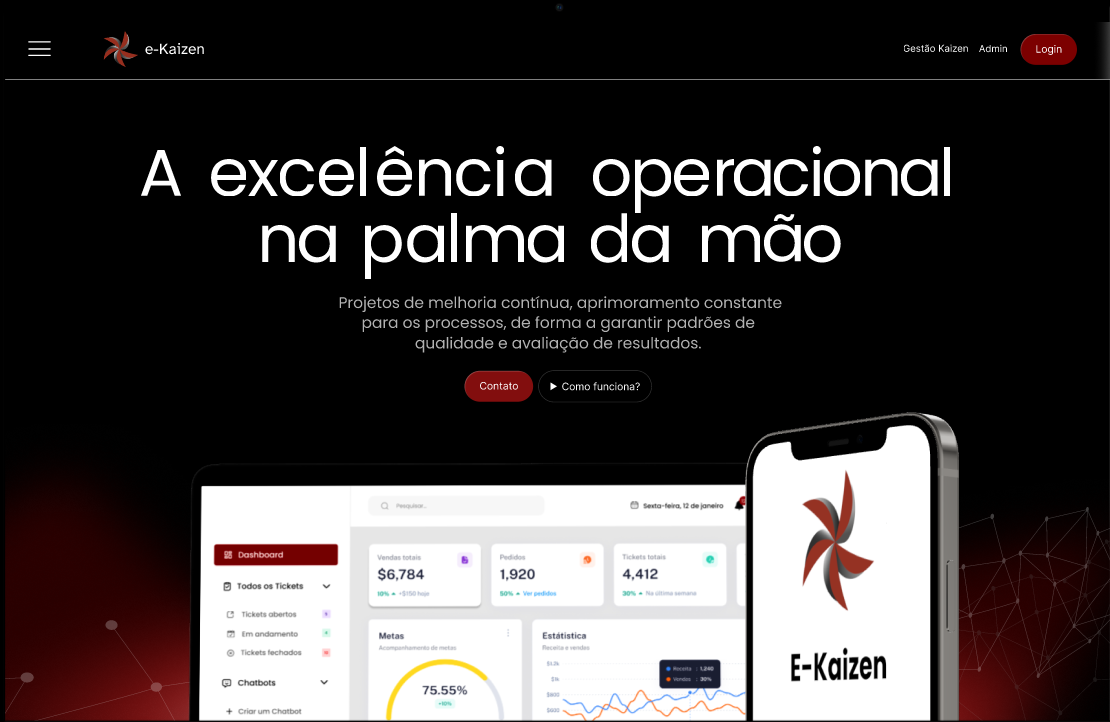 e-Kaizen
Gestão Kaizen
Admin
Login
A excelência operacional
na palma da mão
Projetos de melhoria contínua, aprimoramento constante
para os processos, de forma a garantir padrões de
qualidade e avaliação de resultados.
Contato
Como funciona?
Pesquisar...
Sexta-feira, 12 de janeiro
Dashboard
Todos os Tickets
Tickets abertos
Em andamento
Tickets fechados
Chatbots
+ Criar um Chatbot
Vendas totais
$6,784
10% +$150 hoje
Pedidos
1,920
50% Ver pedidos
Tickets totais
4,412
30% Na última semana
Metas
Acompanhamento de metas
75.55%
+10%
Estátistica
Receita e vendas
$1.2k
$1k
$800
$600
Receita : 1,240
Vendas : 30%
E-Kaizen